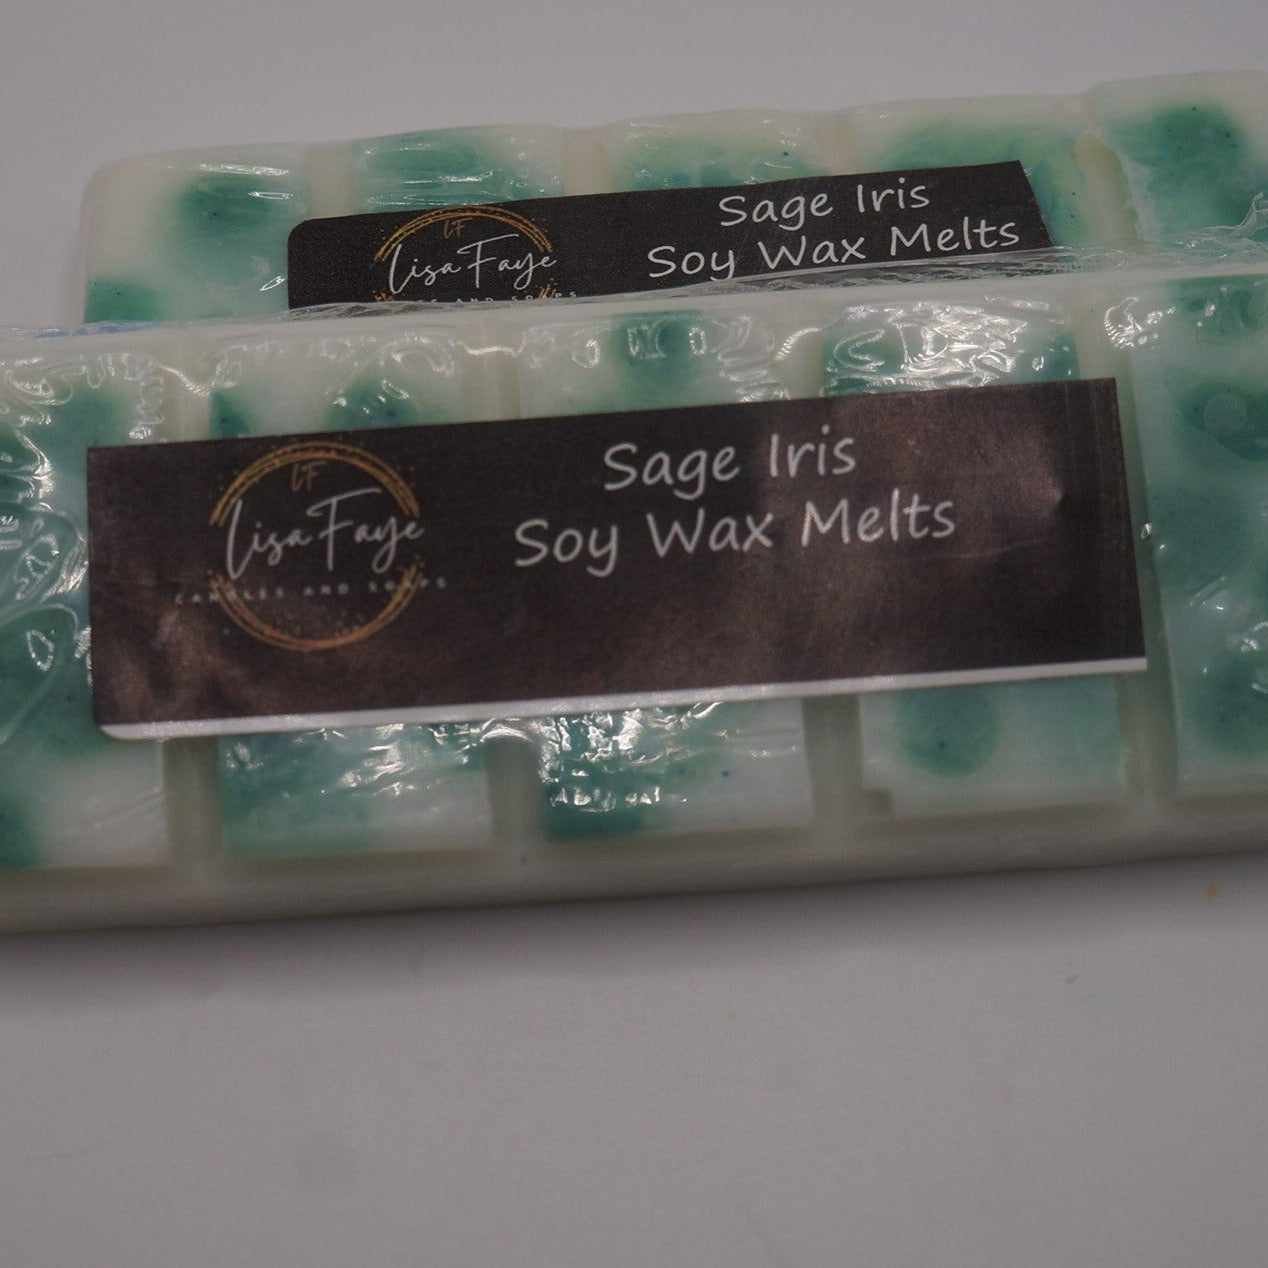 LF
Lisa Faye
Sage Iris
Soy Wax Melts
LF
Lisa Faye
CANDLES AND SOAPS
Sage Iris
Soy Wax Melts